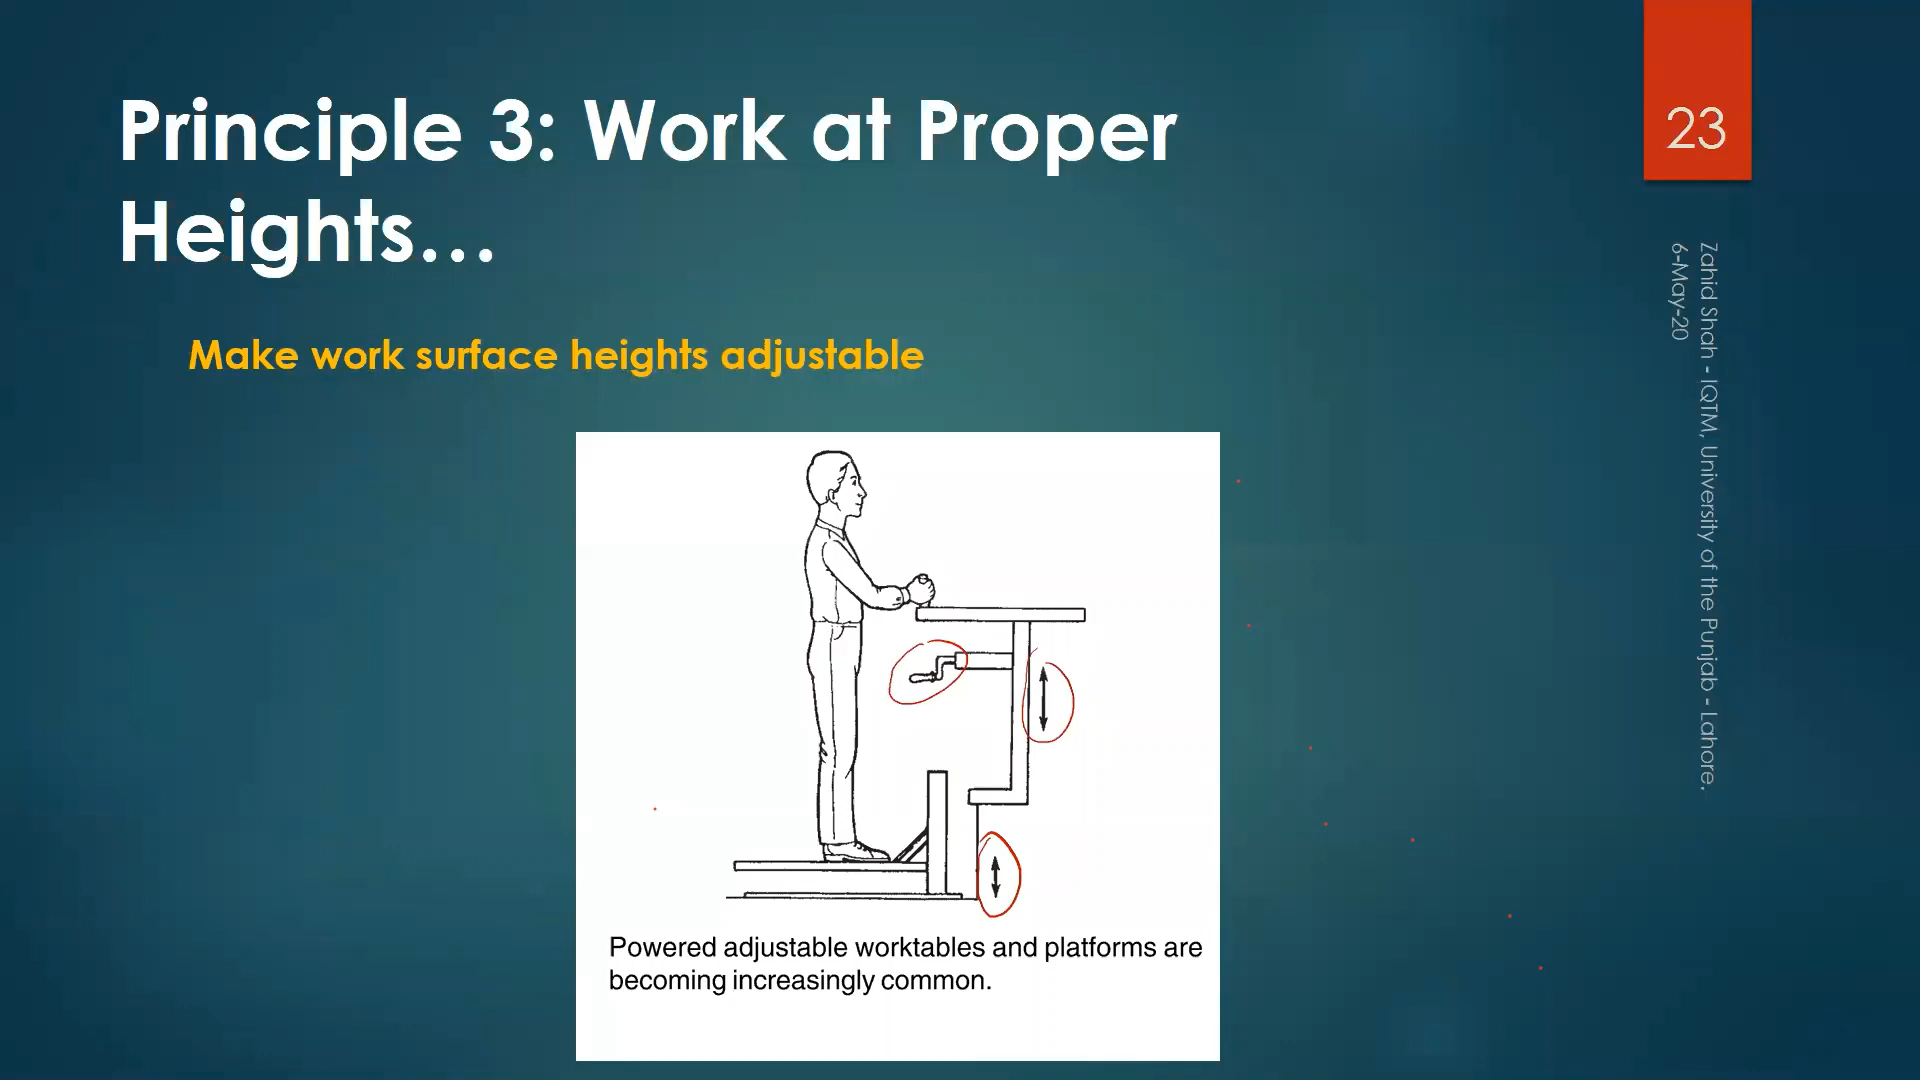 Principle 3: Work at Proper
Heights...
23
Make work surface heights adjustable
Powered adjustable worktables and platforms are
becoming increasingly common.
Zahid Shah - IQTM, University of the Punjab - Lahore.
6-May-20